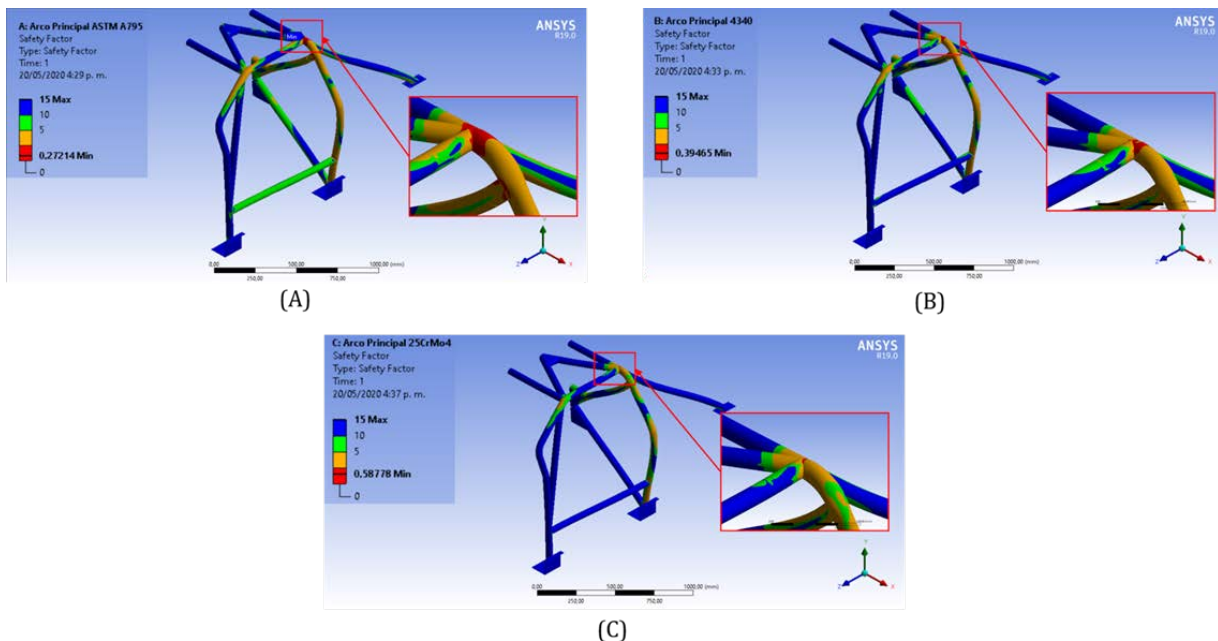 A: Arco Principal ASTM A795
Safety Factor
Type: Safety Factor
Time: 1
20/05/2020 4:29 p. m.
15 Max
10
5
0,27214 Min
0
Min
ANSYS
R19.0
0,00
500,00
1000,00 (mm)
250,00
750,00
Y
Z
X
(A)
B: Arco Principal 4340
Safety Factor
Type: Safety Factor
Time: 1
20/05/2020 4:33 p. m.
15 Max
10
5
0,39465 Min
0
ANSYS
R19.0
0,00
500,00
1000,00 (mm)
250,00
750,00
Y
Z
X
(B)
C: Arco Principal 25CrMo4
Safety Factor
Type: Safety Factor
Time: 1
20/05/2020 4:37 p. m.
15 Max
10
5
0,58778 Min
0
ANSYS
R19.0
0,00
500,00
1000,00 (mm)
250,00
750,00
Y
Z
X
(C)